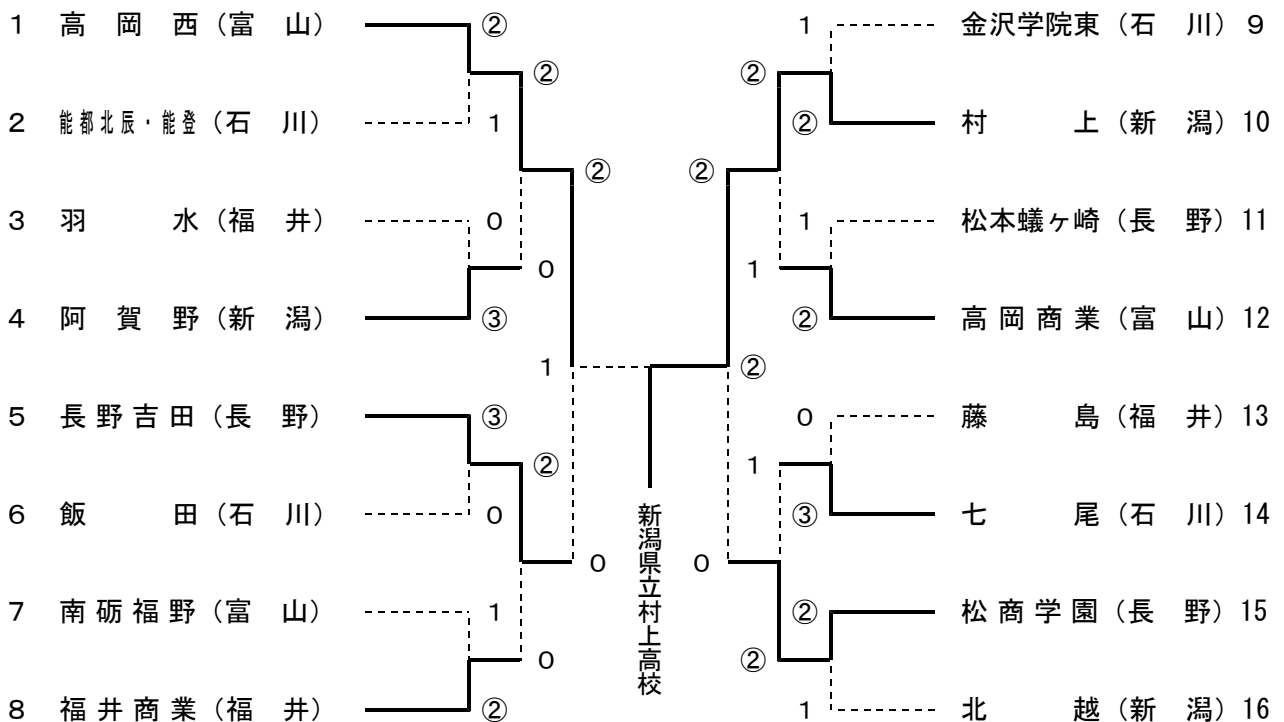 1 高岡西（富山） ②
②
2 能都北辰・能登（石川） 1
②
3 羽水（福井） 0
0
4 阿賀野（新潟） ③
1
5 長野吉田（長野） ③
②
6 飯田（石川） 0
0
7 南砺福野（富山） 1
0
8 福井商業（福井） ②
新潟県立村上高校
1 金沢学院東（石川） 9
②
② 村上（新潟） 10
②
1 松本蟻ヶ崎（長野） 11
1
② 高岡商業（富山） 12
②
0 藤島（福井） 13
1
③ 七尾（石川） 14
0
② 松商学園（長野） 15
②
1 北越（新潟） 16